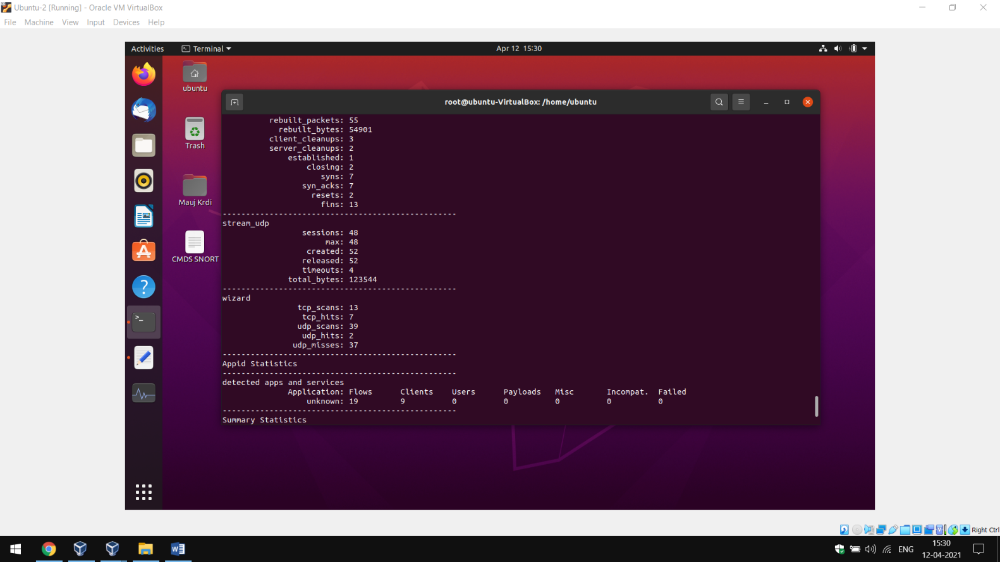 Ubuntu-2 [Running] - Oracle VM VirtualBox
File Machine View Input Devices Help
Activities Terminal Apr 12 15:30
ubuntu
Trash
Mauj Krdi
CMDS SNORT
root@ubuntu-VirtualBox: /home/ubuntu
rebuilt_packets: 55
rebuilt_bytes: 54901
client_cleanups: 3
server_cleanups: 2
established: 1
closing: 2
syns: 7
syn_acks: 7
resets: 2
fins: 13
--------------------------------------------------
stream_udp
sessions: 48
max: 48
created: 52
released: 52
timeouts: 4
total_bytes: 123544
--------------------------------------------------
wizard
tcp_scans: 13
tcp_hits: 7
udp_scans: 39
udp_hits: 2
udp_misses: 37
--------------------------------------------------
Appid Statistics
--------------------------------------------------
detected apps and services
Application: Flows Clients Users Payloads Misc Incompat. Failed
unknown: 19 9 0 0 0 0 0
--------------------------------------------------
Summary Statistics
Right Ctrl
ENG
15:30
12-04-2021